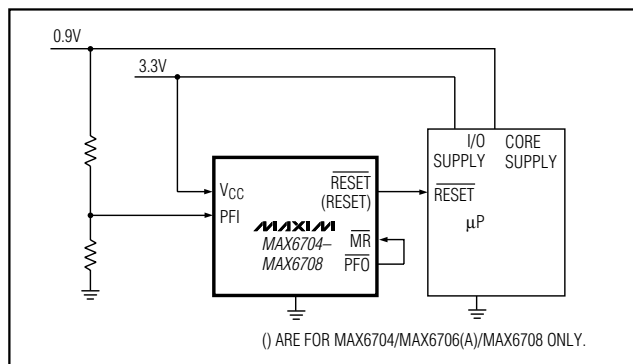 0.9V
3.3V
I/O SUPPLY
CORE SUPPLY
VCC
PFI
RESET
(RESET)
MAXIM
MAX6704–
MAX6708
MR
PFO
RESET
µP
() ARE FOR MAX6704/MAX6706(A)/MAX6708 ONLY.